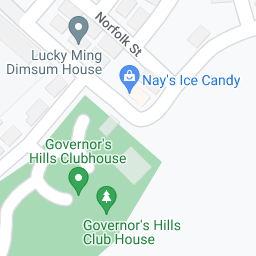 Norfolk St
Lucky Ming
Dimsum House
Nay's Ice Candy
Governor's
Hills Clubhouse
Governor's Hills
Club House